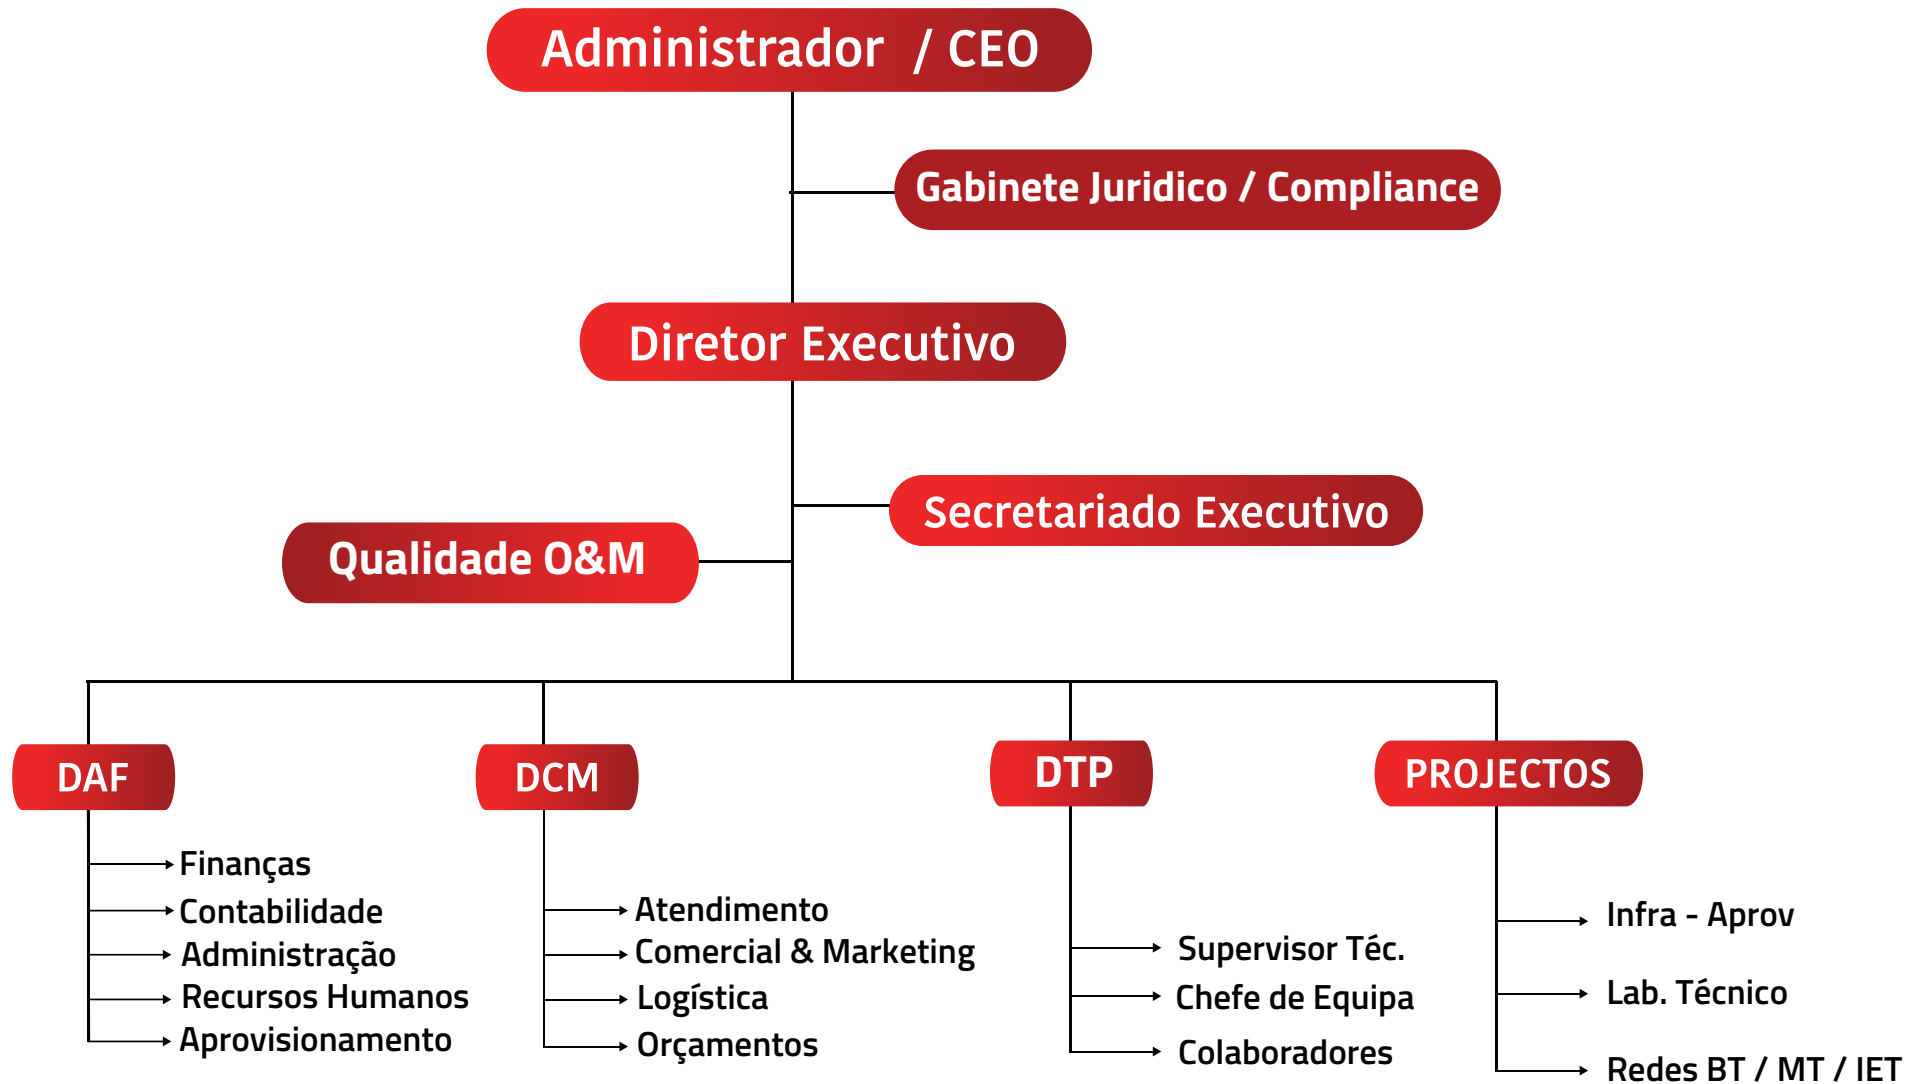 Administrador / CEO
Gabinete Juridico / Compliance
Diretor Executivo
Secretariado Executivo
Qualidade O&M
DAF
Finanças
Contabilidade
Administração
Recursos Humanos
Aprovisionamento
DCM
Atendimento
Comercial & Marketing
Logística
Orçamentos
DTP
Supervisor Téc.
Chefe de Equipa
Colaboradores
PROJECTOS
Infra - Aprov
Lab. Técnico
Redes BT / MT / IET